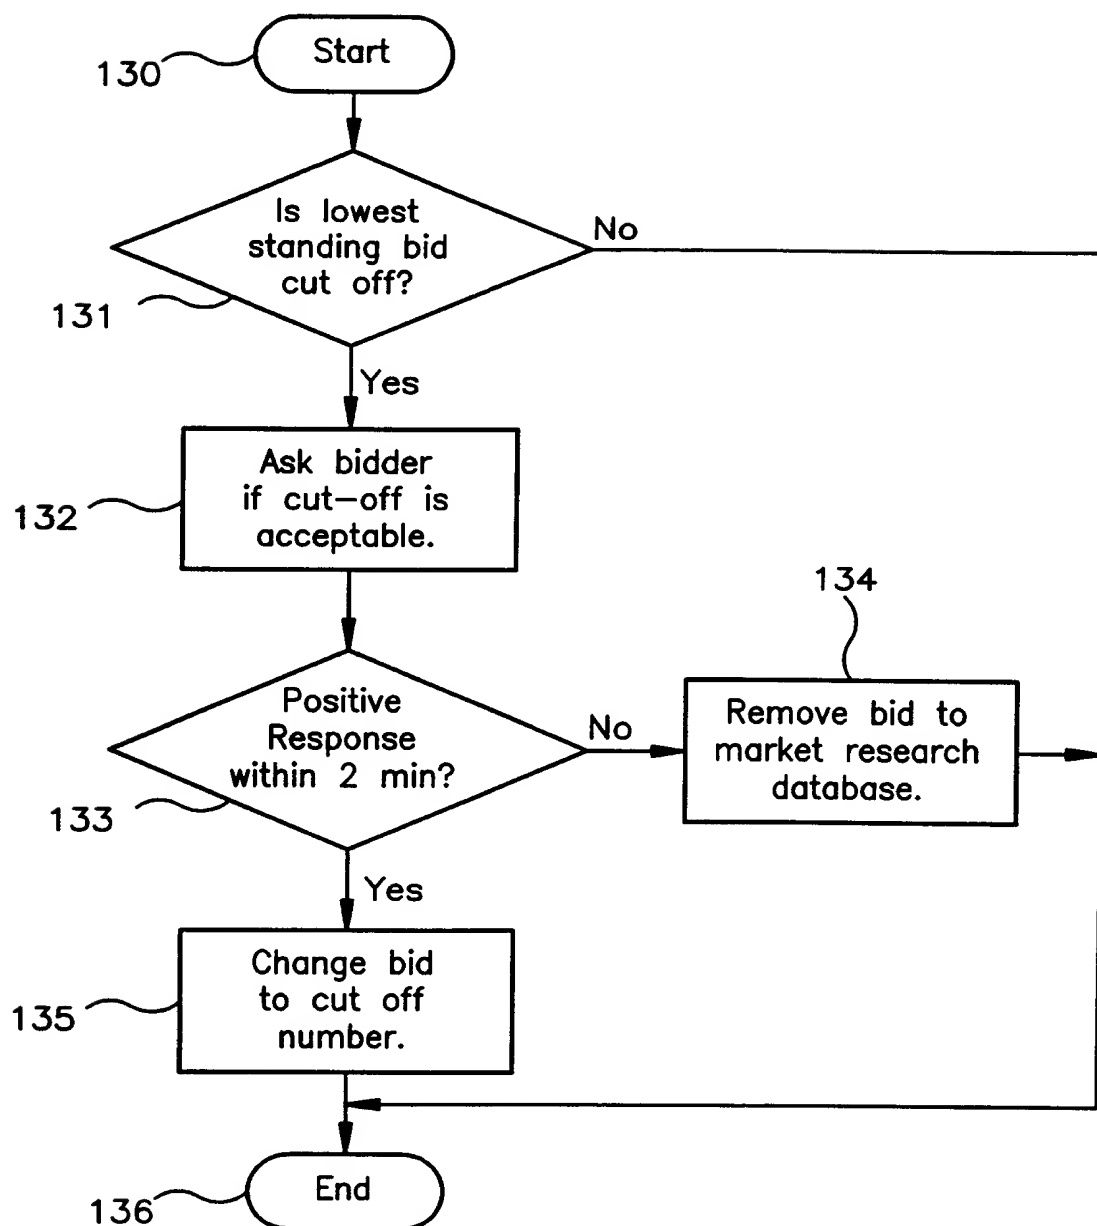 Start
130
Is lowest
standing bid
cut off?
No
131
Yes
Ask bidder
if cut-off is
acceptable.
132
134
Positive
Response
within 2 min?
No
Remove bid to
market research
database.
133
Yes
Change bid
to cut off
number.
135
End
136